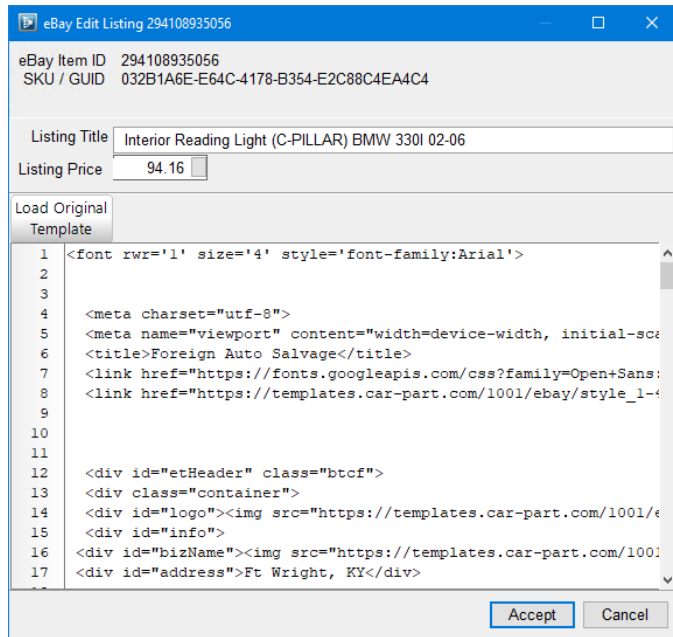 eBay Edit Listing 294108935056
eBay Item ID 294108935056
SKU / GUID 032B1A6E-E64C-4178-B354-E2C88C4EA4C4
Listing Title Interior Reading Light (C-PILLAR) BMW 330I 02-06
Listing Price 94.16
Load Original
Template
1 <font rwr='1' size='4' style='font-family:Arial'>
2
3
4 <meta charset="utf-8">
5 <meta name="viewport" content="width=device-width, initial-sca
6 <title>Foreign Auto Salvage</title>
7 <link href="https://fonts.googleapis.com/css?family=Open+Sans:
8 <link href="https://templates.car-part.com/1001/ebay/style_1-4
9
10
11
12 <div id="etHeader" class="btcf">
13 <div class="container">
14 <div id="logo"><img src="https://templates.car-part.com/1001/e
15 <div id="info">
16 <div id="bizName"><img src="https://templates.car-part.com/1001
17 <div id="address">Ft Wright, KY</div>
Accept Cancel